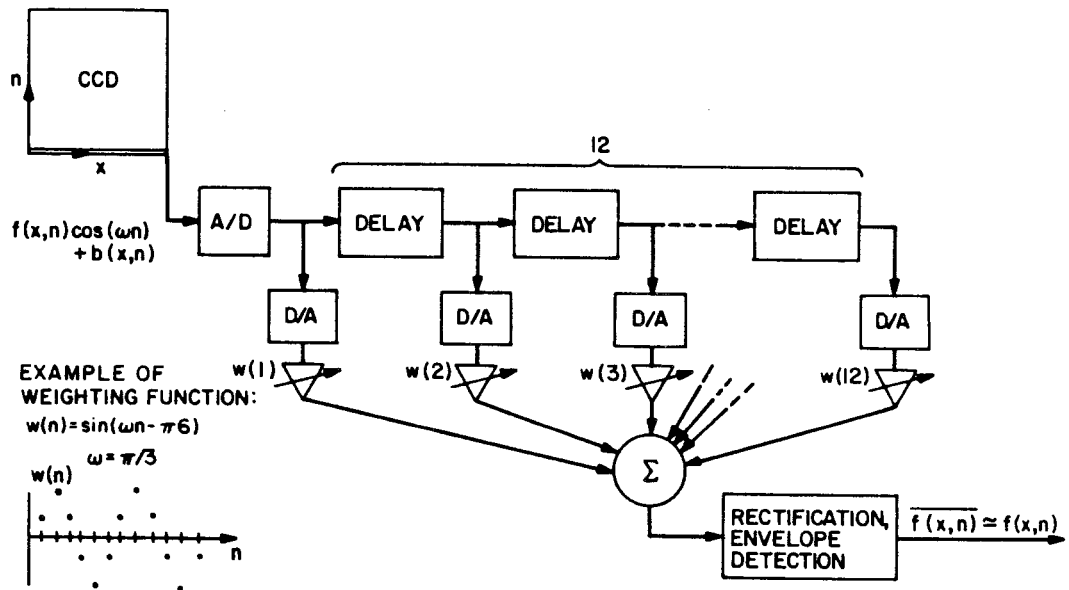 CCD
n
x
12
f(x,n)cos(ωn)
+b(x,n)
A/D
DELAY
DELAY
DELAY
D/A
D/A
D/A
D/A
w(1)
w(2)
w(3)
w(12)
EXAMPLE OF
WEIGHTING FUNCTION:
w(n)=sin(ωn-π6)
ω=π/3
w(n)
n
Σ
RECTIFICATION,
ENVELOPE
DETECTION
f(x,n) ≃ f(x,n)